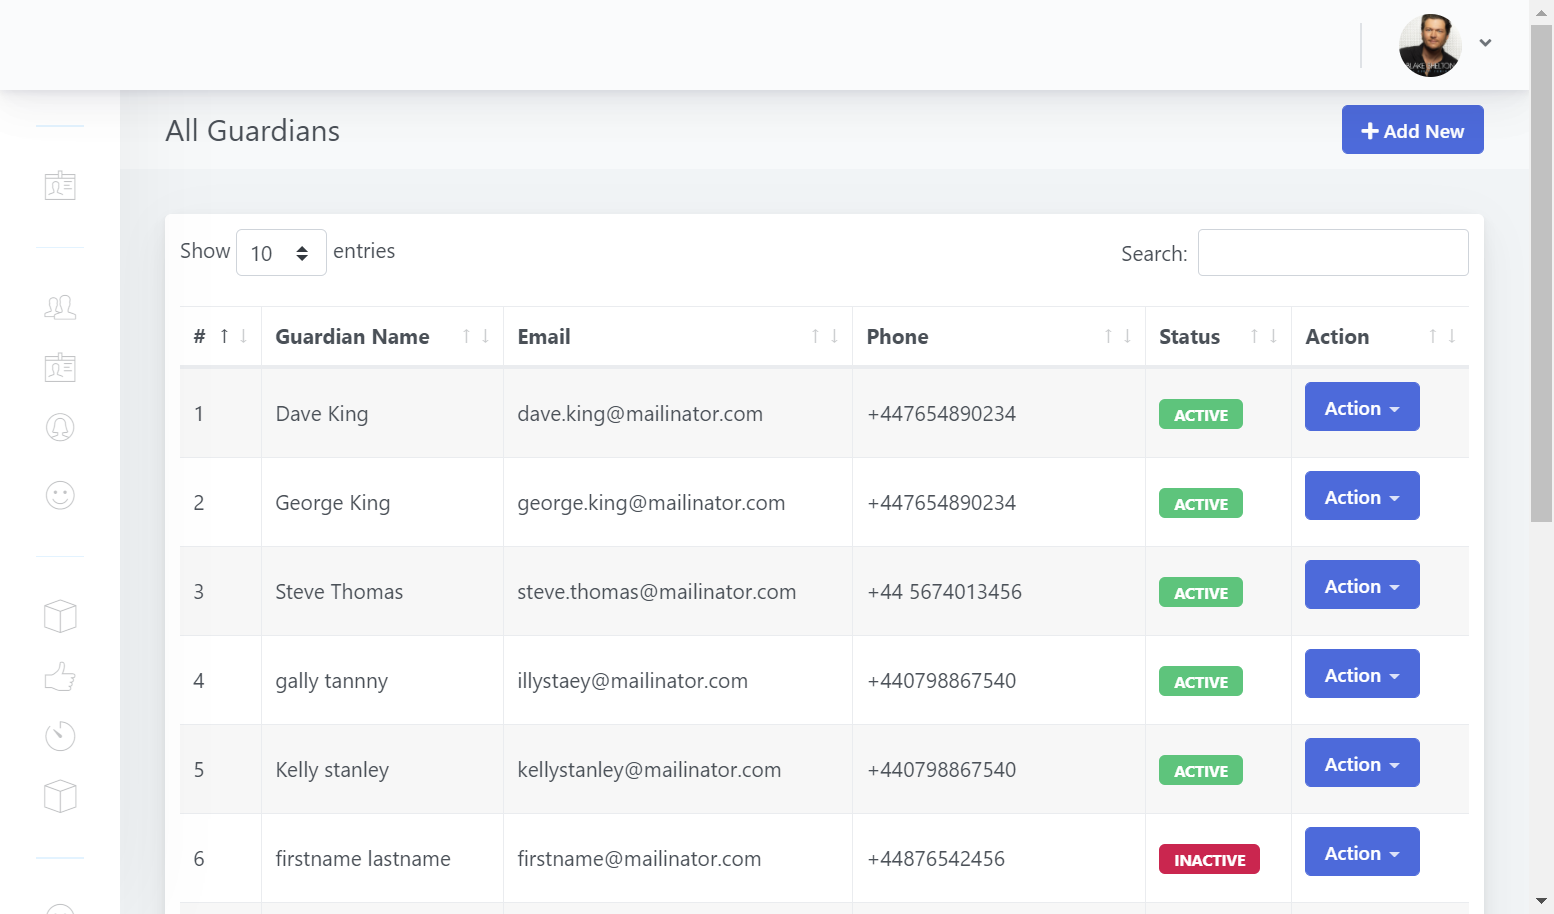 All Guardians
Add New
Show 10 entries
Search:
# Guardian Name Email Phone Status Action
1 Dave King dave.king@mailinator.com +447654890234 ACTIVE Action
2 George King george.king@mailinator.com +447654890234 ACTIVE Action
3 Steve Thomas steve.thomas@mailinator.com +44 5674013456 ACTIVE Action
4 gally tannny illystaey@mailinator.com +440798867540 ACTIVE Action
5 Kelly stanley kellystanley@mailinator.com +440798867540 ACTIVE Action
6 firstname lastname firstname@mailinator.com +44876542456 INACTIVE Action